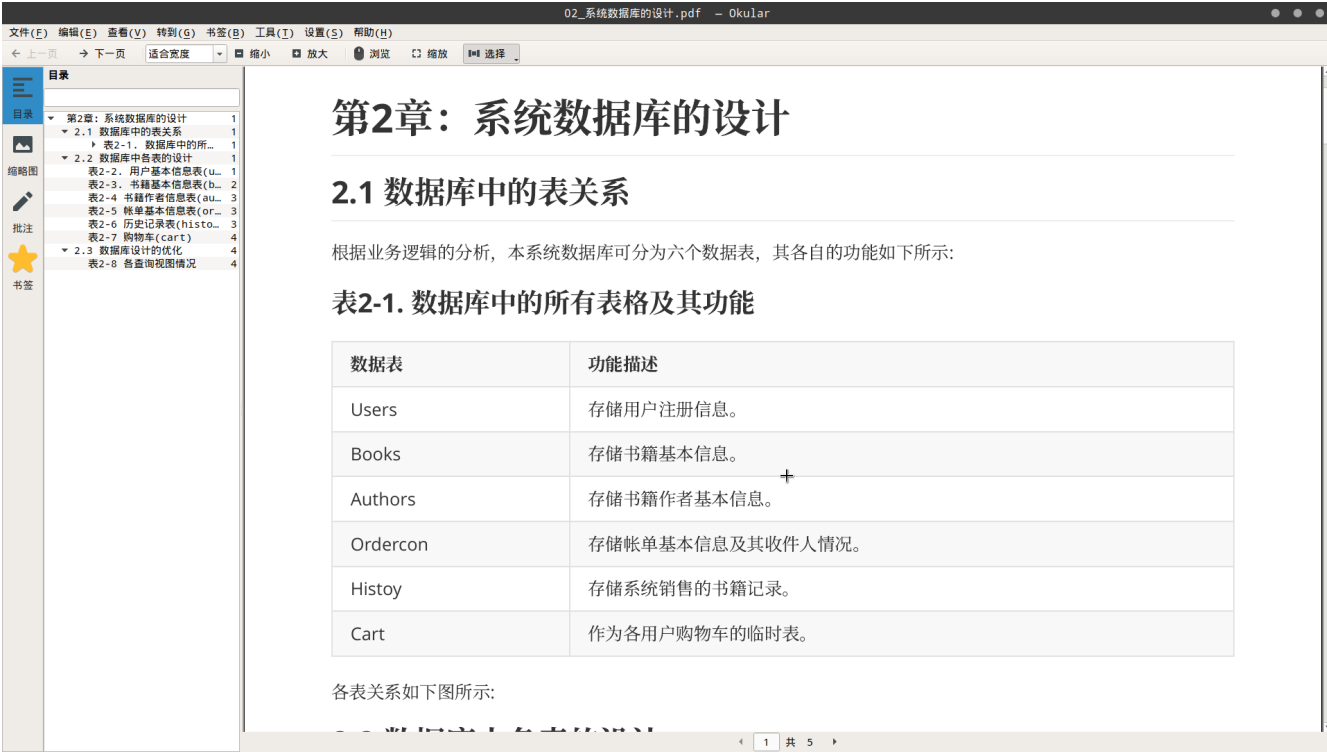 02_系统数据库的设计.pdf — Okular
文件(F) 编辑(E) 查看(V) 转到(G) 书签(B) 工具(T) 设置(S) 帮助(H)
上一页 下一页 适合宽度 缩小 放大 浏览 缩放 选择
目录
目录
缩略图
批注
书签
第2章: 系统数据库的设计 1
2.1 数据库中的表关系 1
表2-1. 数据库中的所… 1
2.2 数据库中各表的设计 1
表2-2. 用户基本信息表(u… 1
表2-3. 书籍基本信息表(b… 2
表2-4 书籍作者信息表(au… 3
表2-5 帐单基本信息表(or… 3
表2-6 历史记录表(histo… 3
表2-7 购物车(cart) 4
2.3 数据库设计的优化 4
表2-8 各查询视图情况 4
第2章：系统数据库的设计
2.1 数据库中的表关系
根据业务逻辑的分析，本系统数据库可分为六个数据表，其各自的功能如下所示:
表2-1. 数据库中的所有表格及其功能
数据表 功能描述
Users 存储用户注册信息。
Books 存储书籍基本信息。
Authors 存储书籍作者基本信息。
Ordercon 存储帐单基本信息及其收件人情况。
Histoy 存储系统销售的书籍记录。
Cart 作为各用户购物车的临时表。
各表关系如下图所示:
2.2 数据库中各表的设计
1 共 5